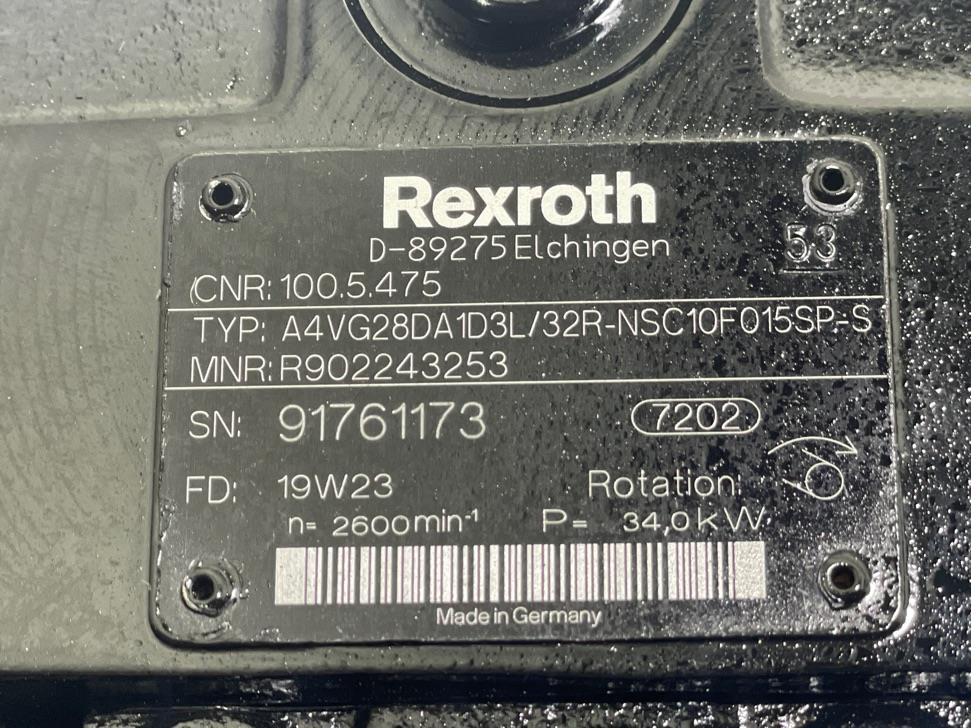 Rexroth
D-89275 Elchingen
53
CNR: 100.5.475
TYP: A4VG28DA1D3L/32R-NSC10F015SP-S
MNR: R902243253
SN: 91761173 7202
FD: 19W23 Rotation:
n= 2600min-1 P= 34,0kW
Made in Germany